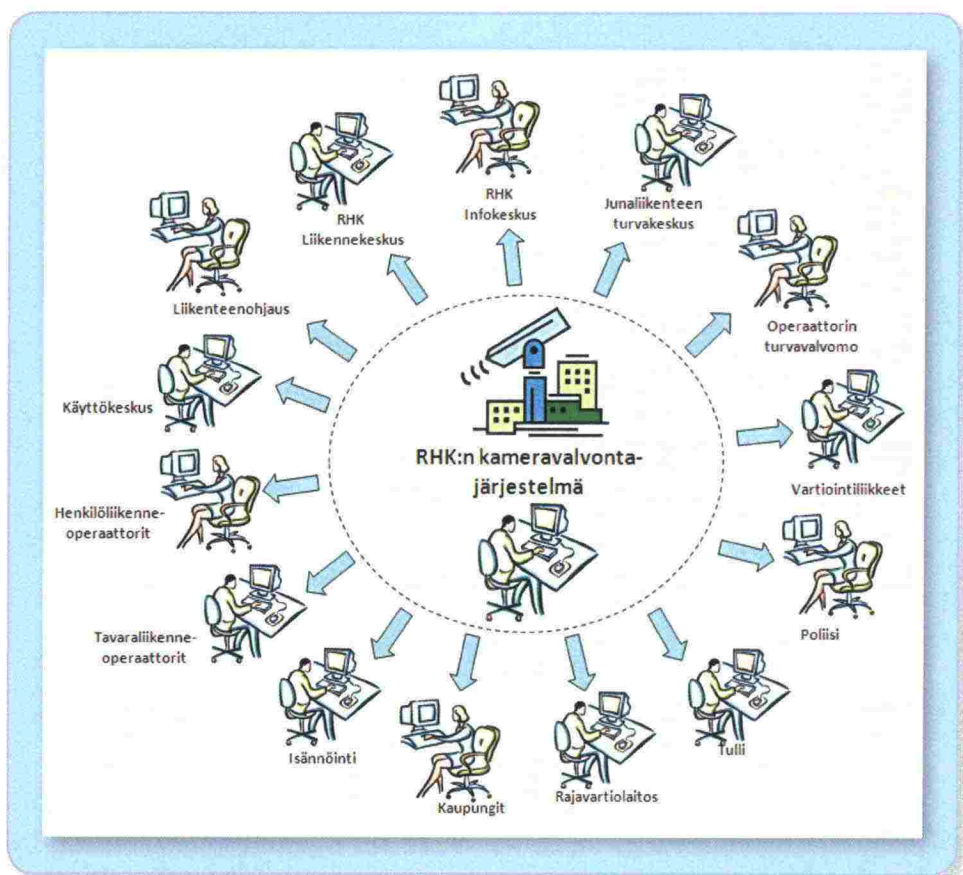 RHK
Infokeskus
RHK
Liikennekeskus
Junaliikenteen
turvakeskus
Liikenteenohjaus
Operaattorin
turvavalvomo
Käyttökeskus
RHK:n kameravalvonta-
järjestelmä
Vartiointiliikkeet
Henkilöliikenne-
operaattorit
Poliisi
Tavaraliikenne-
operaattorit
Isännöinti
Tulli
Kaupungit
Rajavartiolaitos